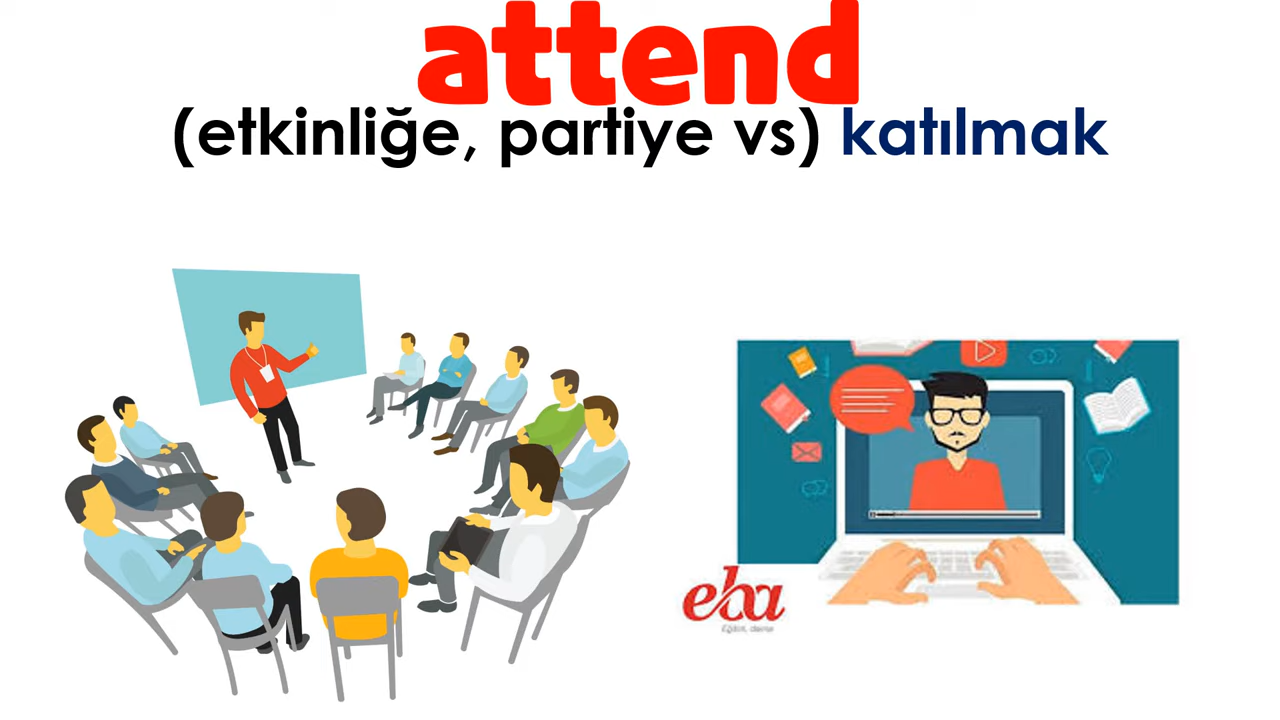 attend
(etkinliğe, partiye vs) katılmak
eba